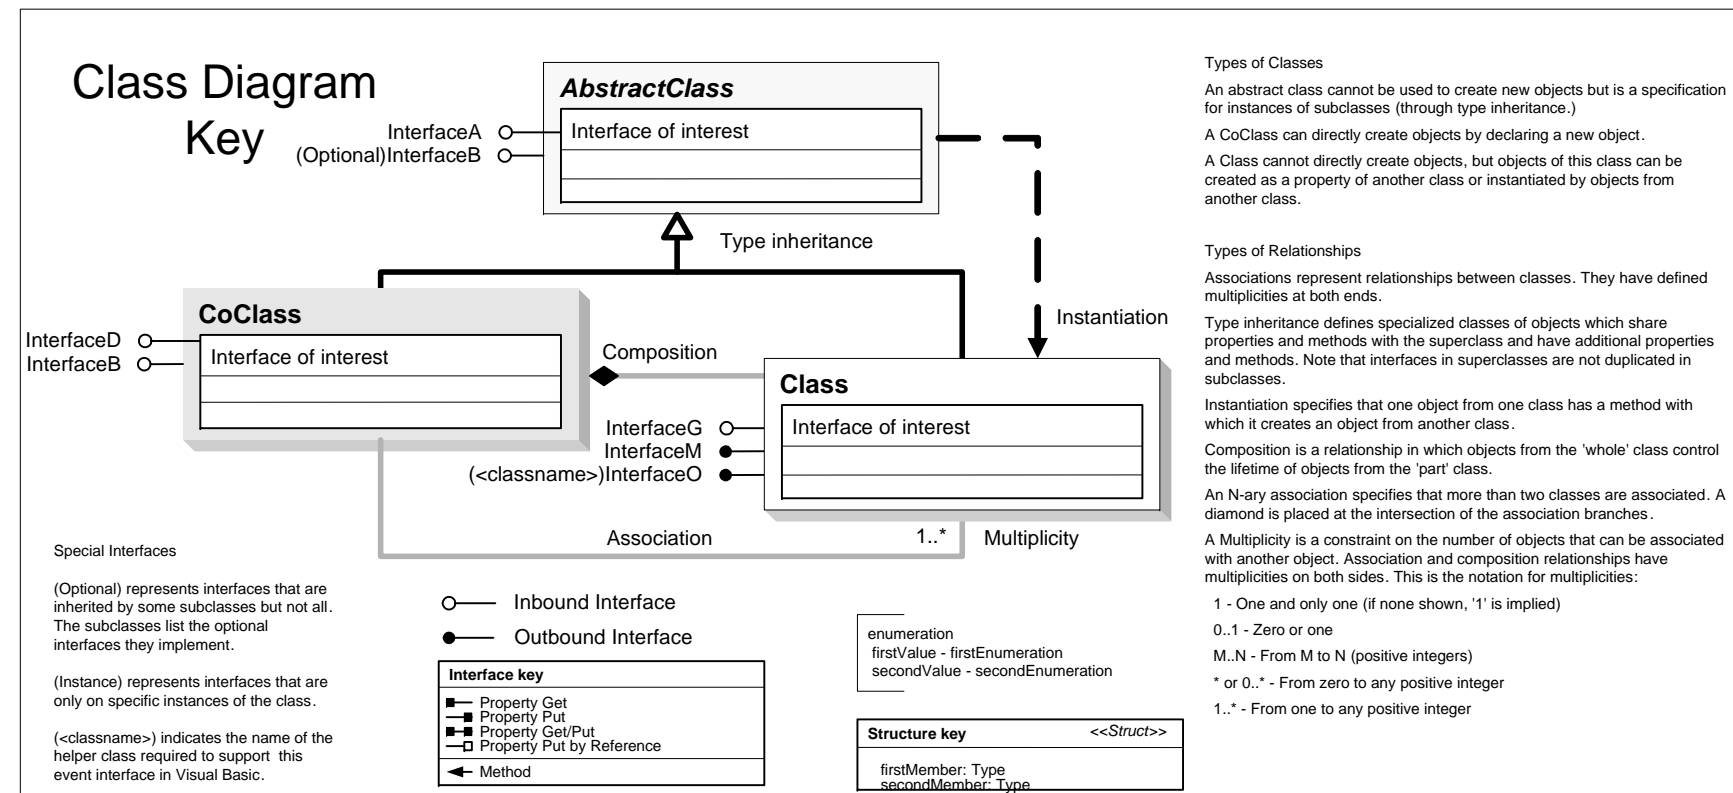 Class Diagram
Key
AbstractClass
Interface of interest
InterfaceA
(Optional)InterfaceB
Type inheritance
CoClass
Interface of interest
InterfaceD
InterfaceB
Composition
Instantiation
Class
Interface of interest
InterfaceG
InterfaceM
(<classname>)InterfaceO
Association
1..*
Multiplicity
Special Interfaces
(Optional) represents interfaces that are
inherited by some subclasses but not all.
The subclasses list the optional
interfaces they implement.
(Instance) represents interfaces that are
only on specific instances of the class.
(<classname>) indicates the name of the
helper class required to support this
event interface in Visual Basic.
Inbound Interface
Outbound Interface
Interface key
Property Get
Property Put
Property Get/Put
Property Put by Reference
Method
enumeration
firstValue - firstEnumeration
secondValue - secondEnumeration
Structure key <<Struct>>
firstMember: Type
secondMember: Type
Types of Classes
An abstract class cannot be used to create new objects but is a specification
for instances of subclasses (through type inheritance.)
A CoClass can directly create objects by declaring a new object.
A Class cannot directly create objects, but objects of this class can be
created as a property of another class or instantiated by objects from
another class.
Types of Relationships
Associations represent relationships between classes. They have defined
multiplicities at both ends.
Type inheritance defines specialized classes of objects which share
properties and methods with the superclass and have additional properties
and methods. Note that interfaces in superclasses are not duplicated in
subclasses.
Instantiation specifies that one object from one class has a method with
which it creates an object from another class.
Composition is a relationship in which objects from the 'whole' class control
the lifetime of objects from the 'part' class.
An N-ary association specifies that more than two classes are associated. A
diamond is placed at the intersection of the association branches.
A Multiplicity is a constraint on the number of objects that can be associated
with another object. Association and composition relationships have
multiplicities on both sides. This is the notation for multiplicities:
1 - One and only one (if none shown, '1' is implied)
0..1 - Zero or one
M..N - From M to N (positive integers)
* or 0..* - From zero to any positive integer
1..* - From one to any positive integer